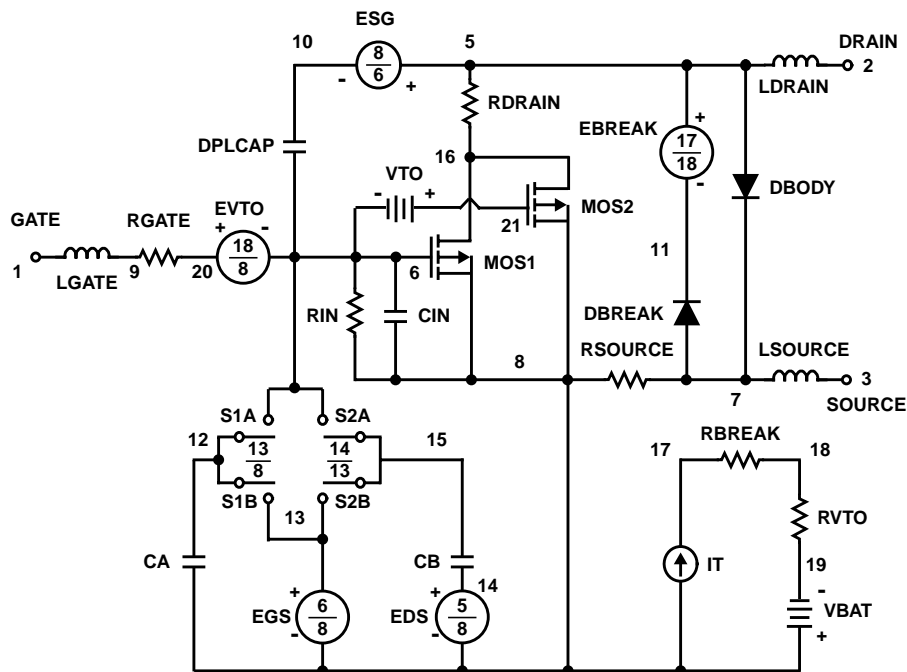 ESG
10
8
6
5
DRAIN
2
-
+
LDRAIN
RDRAIN
DPLCAP
EBREAK
+
17
18
-
16
VTO
-
+
DBODY
MOS2
21
GATE
RGATE
EVTO
+
-
18
8
1
LGATE
9
20
6
MOS1
11
RIN
CIN
DBREAK
8
RSOURCE
LSOURCE
3
7
SOURCE
S1A
S2A
12
13
8
14
13
15
RBREAK
17
18
S1B
13
S2B
RVTO
CA
CB
14
IT
19
-
VBAT
+
EGS
+
6
8
-
EDS
+
5
8
-